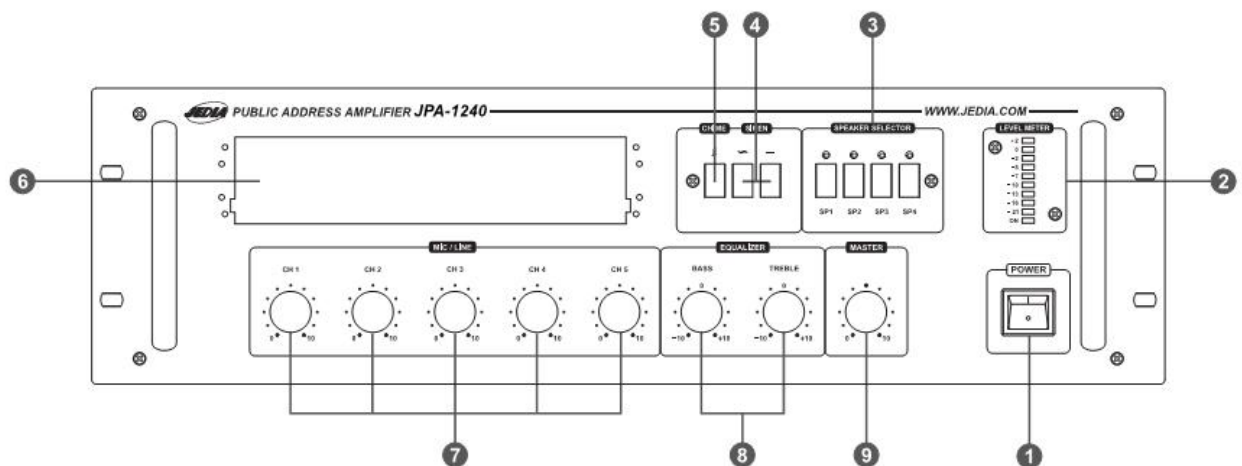 5 4 3
JEDIA PUBLIC ADDRESS AMPLIFIER JPA-1240 WWW.JEDIA.COM
CHIME SIREN SPEAKER SELECTOR LEVEL METER
SP1 SP2 SP3 SP4
ON
6 2
MIC / LINE EQUALIZER MASTER
CH 1 CH 2 CH 3 CH 4 CH 5 BASS TREBLE
0 0
POWER
0 10 0 10 0 10 0 10 0 10 -10 +10 -10 +10 0 10
7 8 9 1